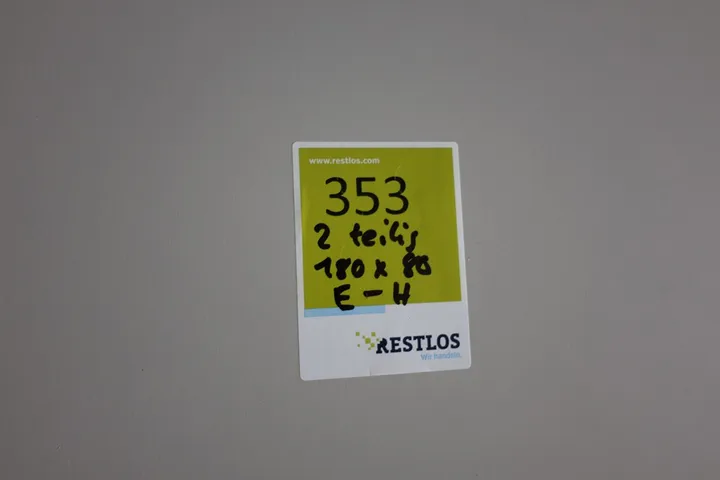 www.restlos.com
353
2 teilig
180 x 80
E – H
RESTLOS
Wir handeln.